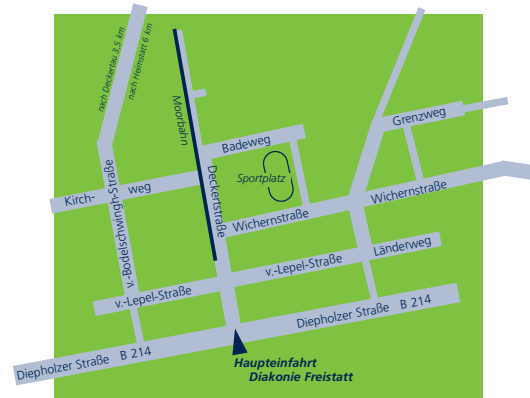 nach Deckertau 3,5 km
nach Heimstatt 6 km
Moorbahn
Grenzweg
Badeweg
Sportplatz
Kirch- weg
v.-Bodelschwingh-Straße
Deckertstraße
Wichernstraße
Wichernstraße
v.-Lepel-Straße
v.-Lepel-Straße
Länderweg
Diepholzer Straße B 214
Diepholzer Straße B 214
Haupteinfahrt
Diakonie Freistatt